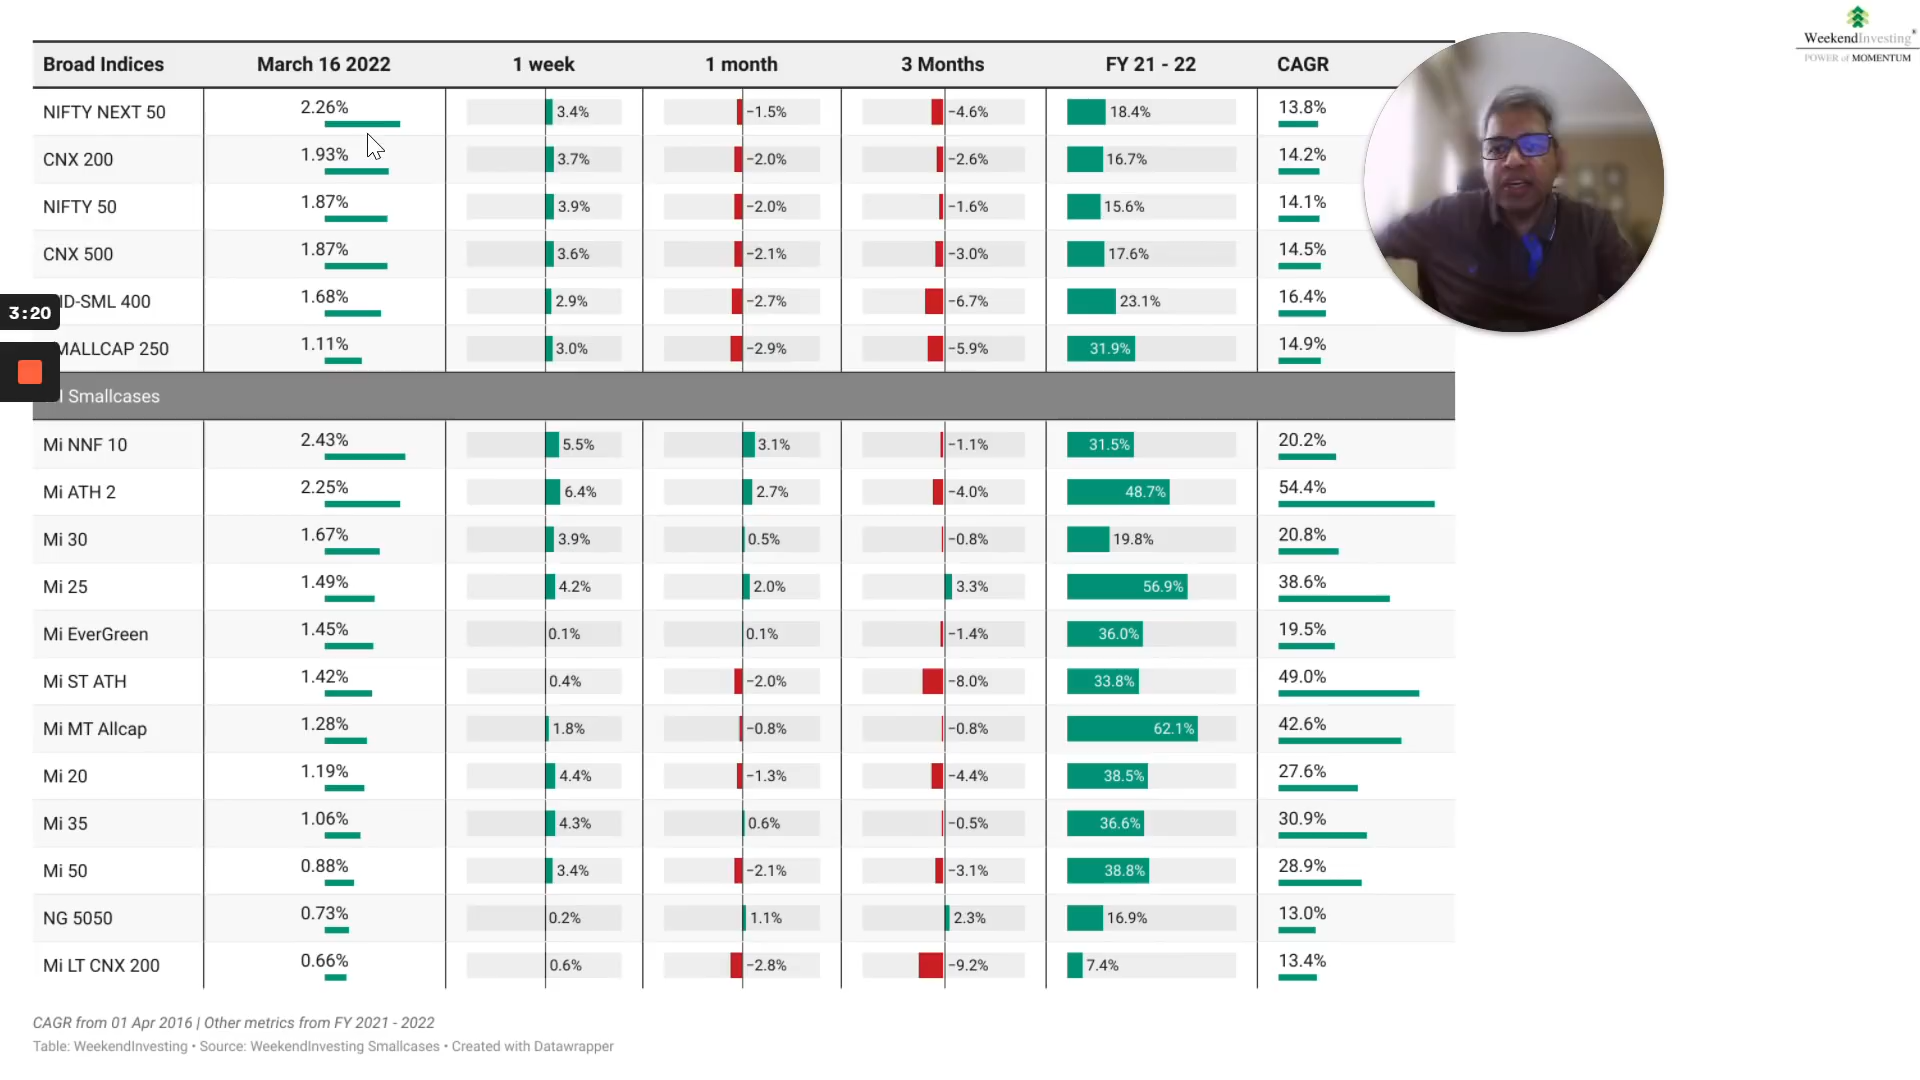 WeekendInvesting®
POWER of MOMENTUM
Broad Indices March 16 2022 1 week 1 month 3 Months FY 21 - 22 CAGR
NIFTY NEXT 50 2.26% 3.4% −1.5% −4.6% 18.4% 13.8%
CNX 200 1.93% 3.7% −2.0% −2.6% 16.7% 14.2%
NIFTY 50 1.87% 3.9% −2.0% −1.6% 15.6% 14.1%
CNX 500 1.87% 3.6% −2.1% −3.0% 17.6% 14.5%
ID-SML 400 1.68% 2.9% −2.7% −6.7% 23.1% 16.4%
3:20
MALLCAP 250 1.11% 3.0% −2.9% −5.9% 31.9% 14.9%
Smallcases
Mi NNF 10 2.43% 5.5% 3.1% −1.1% 31.5% 20.2%
Mi ATH 2 2.25% 6.4% 2.7% −4.0% 48.7% 54.4%
Mi 30 1.67% 3.9% 0.5% −0.8% 19.8% 20.8%
Mi 25 1.49% 4.2% 2.0% 3.3% 56.9% 38.6%
Mi EverGreen 1.45% 0.1% 0.1% −1.4% 36.0% 19.5%
Mi ST ATH 1.42% 0.4% −2.0% −8.0% 33.8% 49.0%
Mi MT Allcap 1.28% 1.8% −0.8% −0.8% 62.1% 42.6%
Mi 20 1.19% 4.4% −1.3% −4.4% 38.5% 27.6%
Mi 35 1.06% 4.3% 0.6% −0.5% 36.6% 30.9%
Mi 50 0.88% 3.4% −2.1% −3.1% 38.8% 28.9%
NG 5050 0.73% 0.2% 1.1% 2.3% 16.9% 13.0%
Mi LT CNX 200 0.66% 0.6% −2.8% −9.2% 7.4% 13.4%
CAGR from 01 Apr 2016 | Other metrics from FY 2021 - 2022
Table: WeekendInvesting • Source: WeekendInvesting Smallcases • Created with Datawrapper